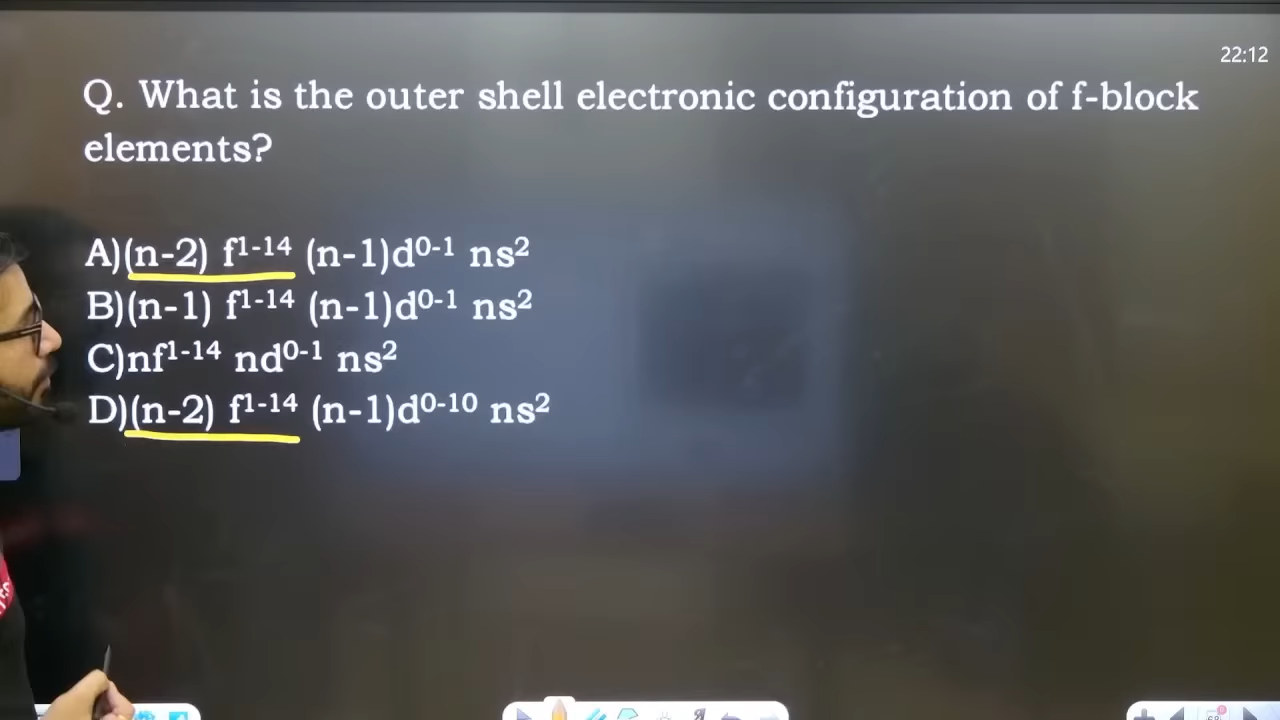 22:12
Q. What is the outer shell electronic configuration of f-block
elements?
A)(n-2) f¹⁻¹⁴ (n-1)d⁰⁻¹ ns²
B)(n-1) f¹⁻¹⁴ (n-1)d⁰⁻¹ ns²
C)nf¹⁻¹⁴ nd⁰⁻¹ ns²
D)(n-2) f¹⁻¹⁴ (n-1)d⁰⁻¹⁰ ns²